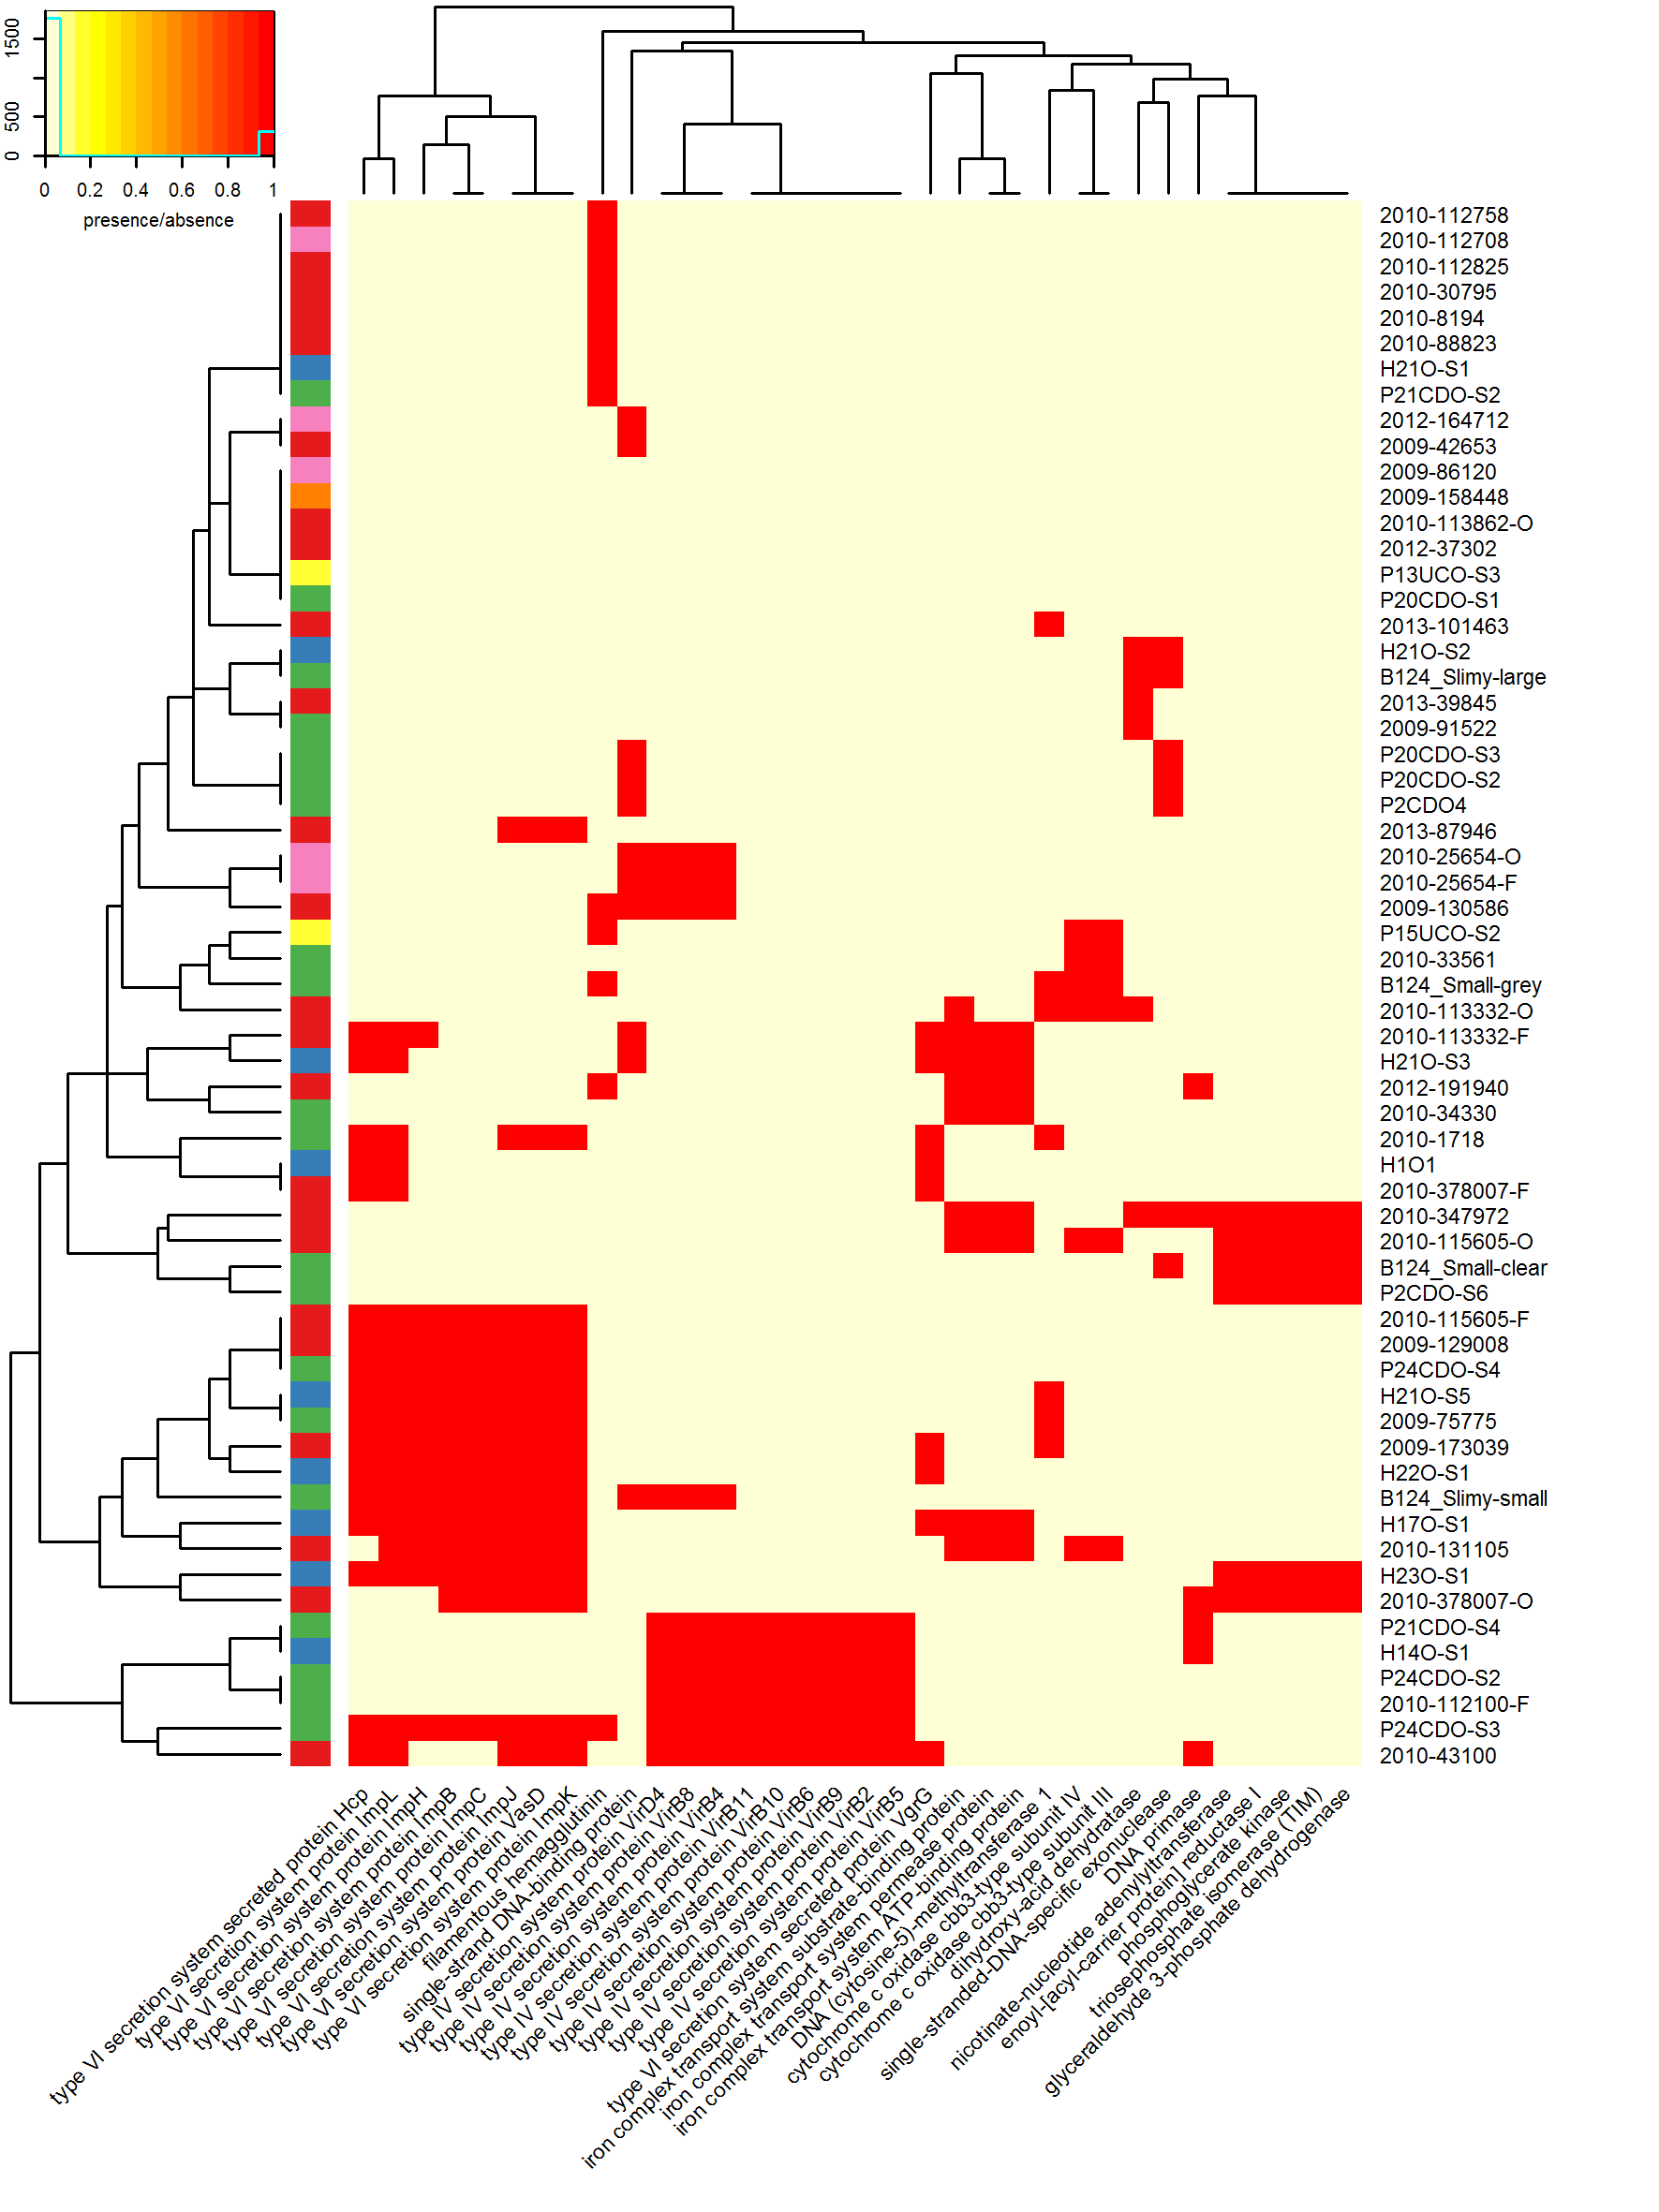 1500
500
0
0 0.2 0.4 0.6 0.8 1
presence/absence
2010-112758
2010-112708
2010-112825
2010-30795
2010-8194
2010-88823
H21O-S1
P21CDO-S2
2012-164712
2009-42653
2009-86120
2009-158448
2010-113862-O
2012-37302
P13UCO-S3
P20CDO-S1
2013-101463
H21O-S2
B124_Slimy-large
2013-39845
2009-91522
P20CDO-S3
P20CDO-S2
P2CDO4
2013-87946
2010-25654-O
2010-25654-F
2009-130586
P15UCO-S2
2010-33561
B124_Small-grey
2010-113332-O
2010-113332-F
H21O-S3
2012-191940
2010-34330
2010-1718
H1O1
2010-378007-F
2010-347972
2010-115605-O
B124_Small-clear
P2CDO-S6
2010-115605-F
2009-129008
P24CDO-S4
H21O-S5
2009-75775
2009-173039
H22O-S1
B124_Slimy-small
H17O-S1
2010-131105
H23O-S1
2010-378007-O
P21CDO-S4
H14O-S1
P24CDO-S2
2010-112100-F
P24CDO-S3
2010-43100
type VI secretion system secreted protein Hcp
type VI secretion system protein ImpL
type VI secretion system protein ImpH
type VI secretion system protein ImpB
type VI secretion system protein ImpC
type VI secretion system protein ImpJ
type VI secretion system protein VasD
type VI secretion system protein ImpK
filamentous hemagglutinin
single-strand DNA-binding protein
type IV secretion system protein VirD4
type IV secretion system protein VirB8
type IV secretion system protein VirB4
type IV secretion system protein VirB11
type IV secretion system protein VirB10
type IV secretion system protein VirB6
type IV secretion system protein VirB9
type IV secretion system protein VirB2
type IV secretion system protein VirB5
type VI secretion system secreted protein VgrG
iron complex transport system substrate-binding protein
iron complex transport system permease protein
iron complex transport system ATP-binding protein
DNA (cytosine-5)-methyltransferase 1
cytochrome c oxidase cbb3-type subunit IV
cytochrome c oxidase cbb3-type subunit III
dihydroxy-acid dehydratase
single-stranded-DNA-specific exonuclease
DNA primase
nicotinate-nucleotide adenylyltransferase
enoyl-[acyl-carrier protein] reductase I
phosphoglycerate kinase
triosephosphate isomerase (TIM)
glyceraldehyde 3-phosphate dehydrogenase